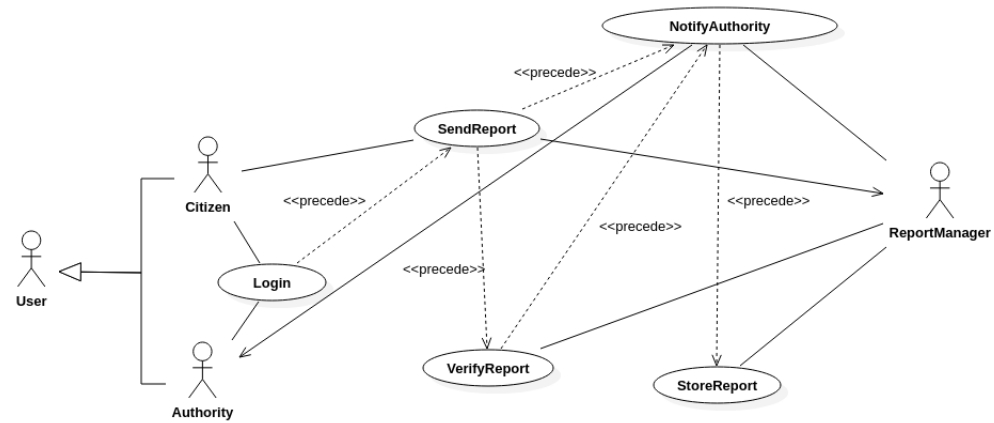 NotifyAuthority
<<precede>>
SendReport
Citizen
<<precede>>
<<precede>>
ReportManager
<<precede>>
User
Login
<<precede>>
VerifyReport
StoreReport
Authority